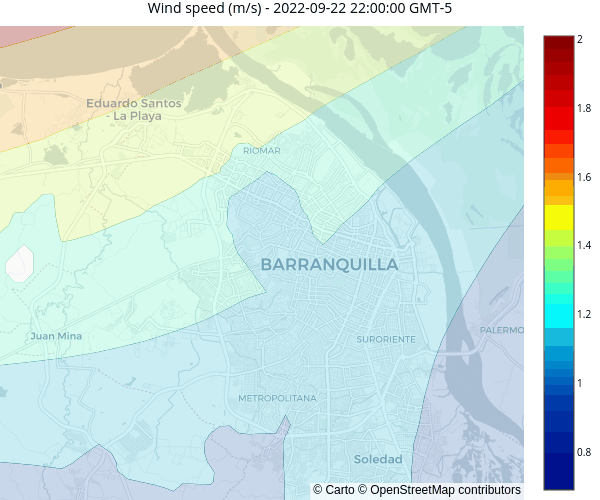 Wind speed (m/s) - 2022-09-22 22:00:00 GMT-5
2
Eduardo Santos
- La Playa
1.8
RIOMAR
1.6
1.4
BARRANQUILLA
1.2
Juan Mina
SURORIENTE
PALERMO
1
METROPOLITANA
Soledad
0.8
© Carto © OpenStreetMap contributors